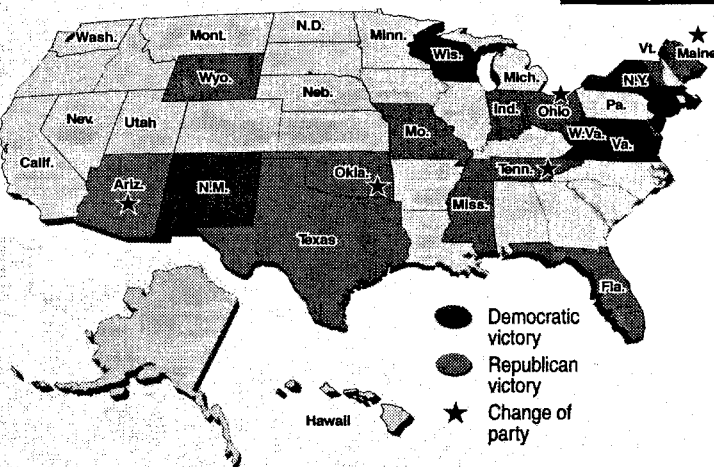 Wash.
Mont.
N.D.
Minn.
Wis.
Mich.
Vt.
Maine
N.Y.
Wyo.
Neb.
Ind.
Ohio
Pa.
Nev.
Utah
Mo.
W.Va.
Va.
Calif.
Ariz.
N.M.
Okla.
Tenn.
Miss.
Texas
Fla.
Hawaii
Democratic
victory
Republican
victory
Change of
party